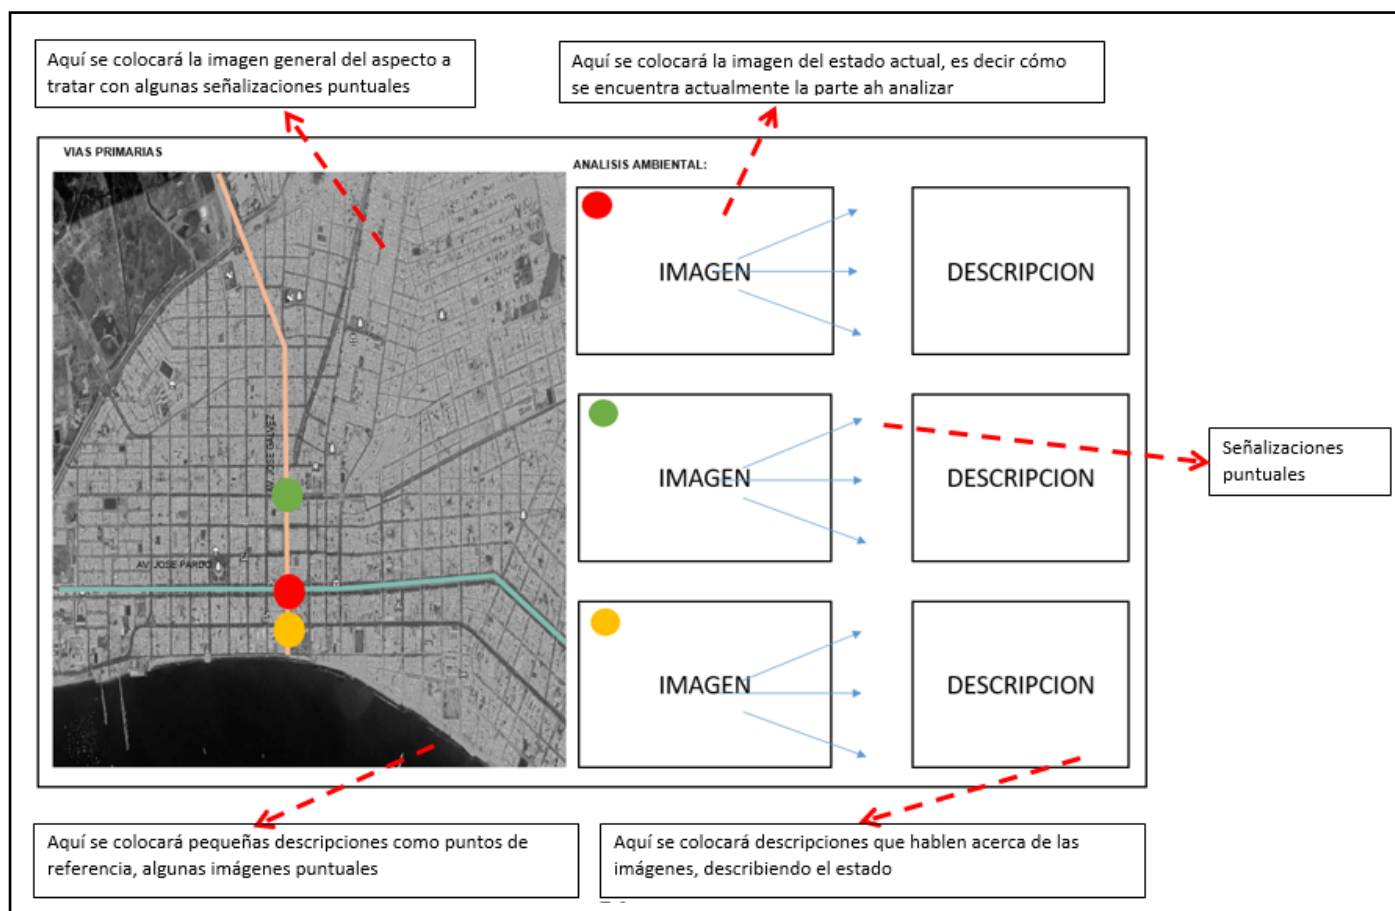 Aquí se colocará la imagen general del aspecto a
tratar con algunas señalizaciones puntuales
Aquí se colocará la imagen del estado actual, es decir cómo
se encuentra actualmente la parte ah analizar
VIAS PRIMARIAS
ANALISIS AMBIENTAL:
IMAGEN
DESCRIPCION
AV. JOSE GALVEZ
IMAGEN
DESCRIPCION
Señalizaciones
puntuales
AV. JOSE PARDO
IMAGEN
DESCRIPCION
Aquí se colocará pequeñas descripciones como puntos de
referencia, algunas imágenes puntuales
Aquí se colocará descripciones que hablen acerca de las
imágenes, describiendo el estado